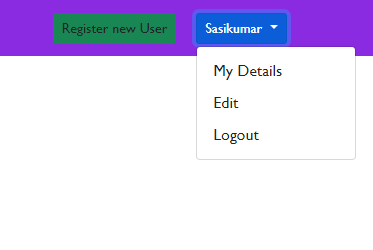 Register new User
Sasikumar
My Details
Edit
Logout